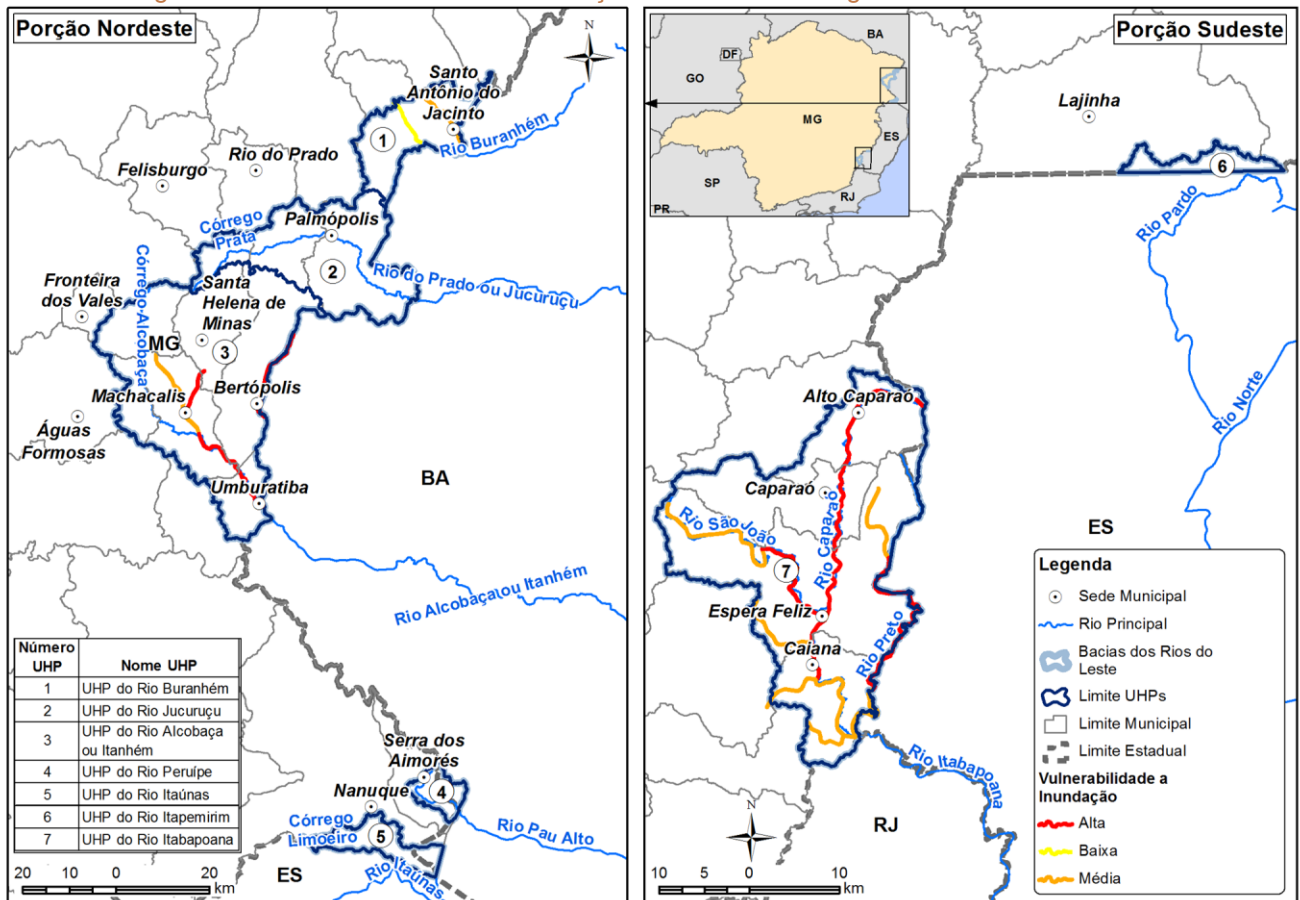 Porção Nordeste
N
Santo
Antônio do
Jacinto
Rio Buranhém
1
Rio do Prado
Felisburgo
Córrego
Prata
Palmópolis
2
Rio do Prado ou Jucuruçu
Córrego Alcobaça
Fronteira
dos Vales
Santa
Helena de
Minas
MG
3
Machacalis
Bertópolis
Águas
Formosas
Umburatiba
BA
Rio Alcobaça ou Itanhém
Número
UHP
Nome UHP
1 UHP do Rio Buranhém
2 UHP do Rio Jucuruçu
3 UHP do Rio Alcobaça
ou Itanhém
4 UHP do Rio Peruípe
5 UHP do Rio Itaúnas
6 UHP do Rio Itapemirim
7 UHP do Rio Itabapoana
Serra dos
Aimorés
4
Nanuque
Córrego
Limoeiro
5
Rio Pau Alto
Rio Itaúnas
ES
20 10 0 20
km
Porção Sudeste
BA
DF
GO
MG
ES
SP
RJ
PR
Lajinha
6
Rio Pardo
Rio Norte
Alto Caparaó
Caparaó
Rio Caparaó
Rio São João
7
Espera Feliz
Caiana
Rio Preto
Rio Itabapoana
ES
RJ
N
10 5 0 10
km
Legenda
Sede Municipal
Rio Principal
Bacias dos Rios do
Leste
Limite UHPs
Limite Municipal
Limite Estadual
Vulnerabilidade a
Inundação
Alta
Baixa
Média